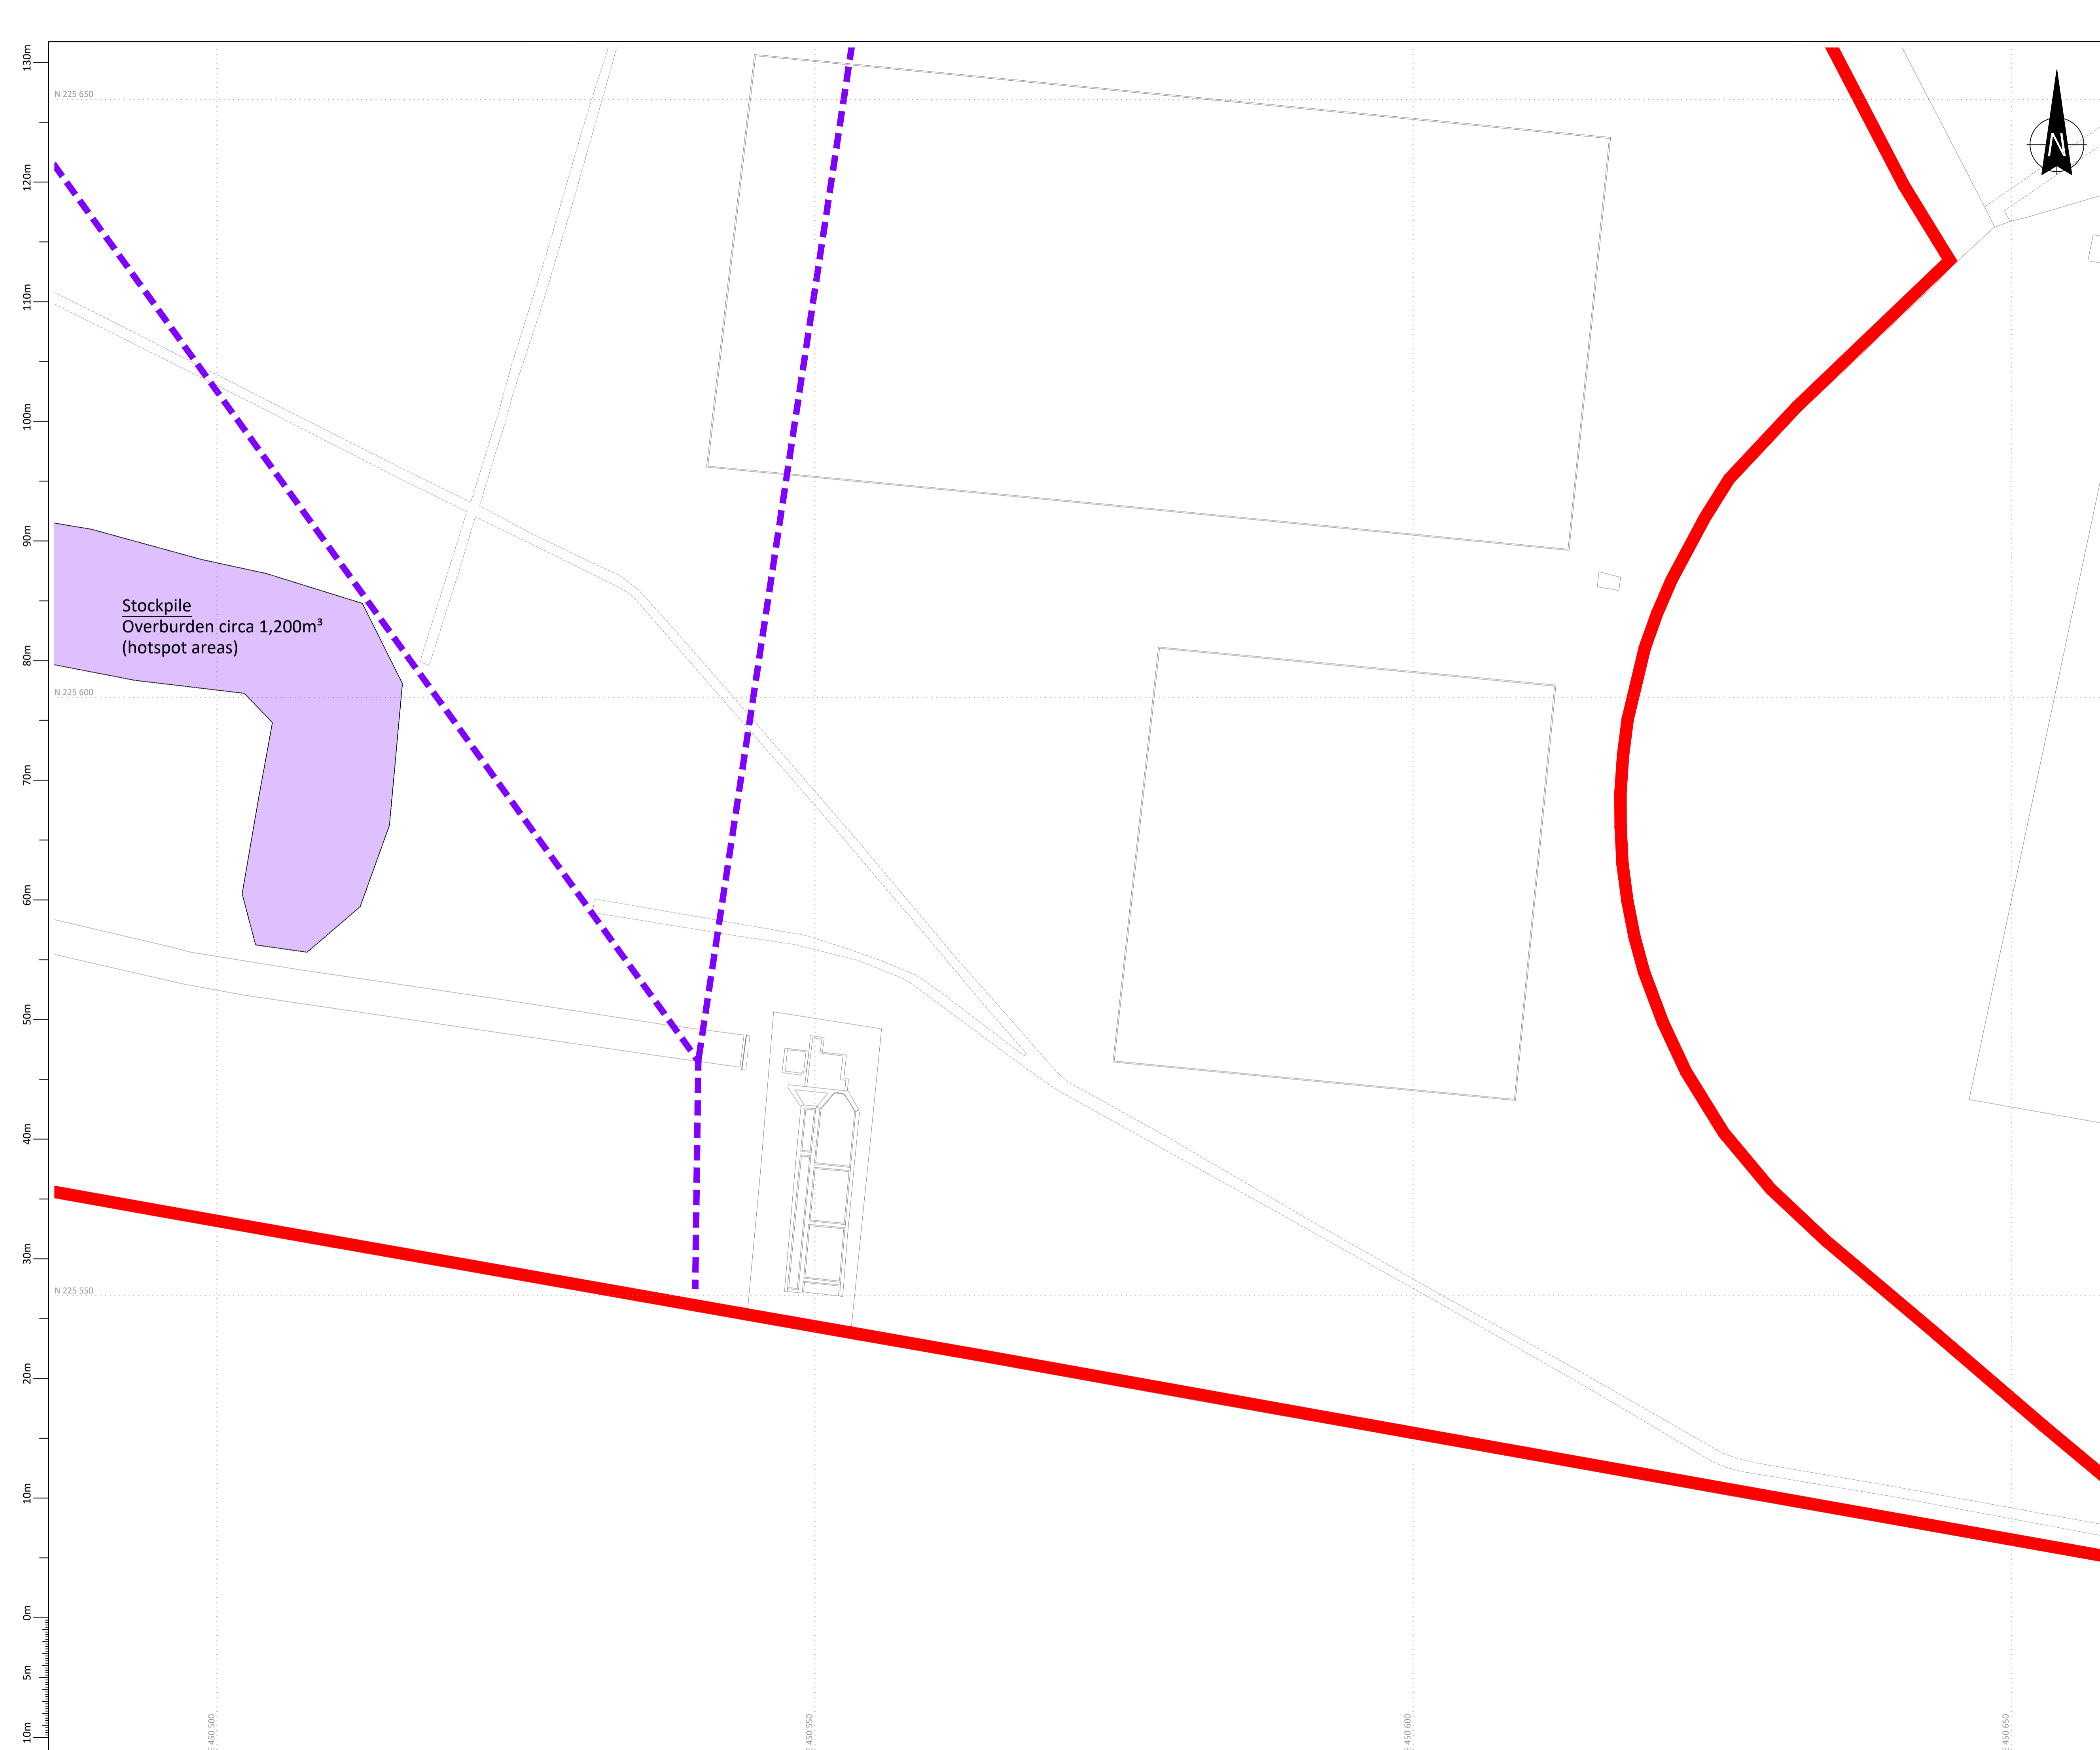 130m
N 225 650
N
120m
110m
100m
90m
Stockpile
Overburden circa 1,200m³
(hotspot areas)
80m
N 225 600
70m
60m
50m
40m
30m
N 225 550
20m
10m
0m
5m
10m
E 450 500
E 450 550
E 450 600
E 450 650